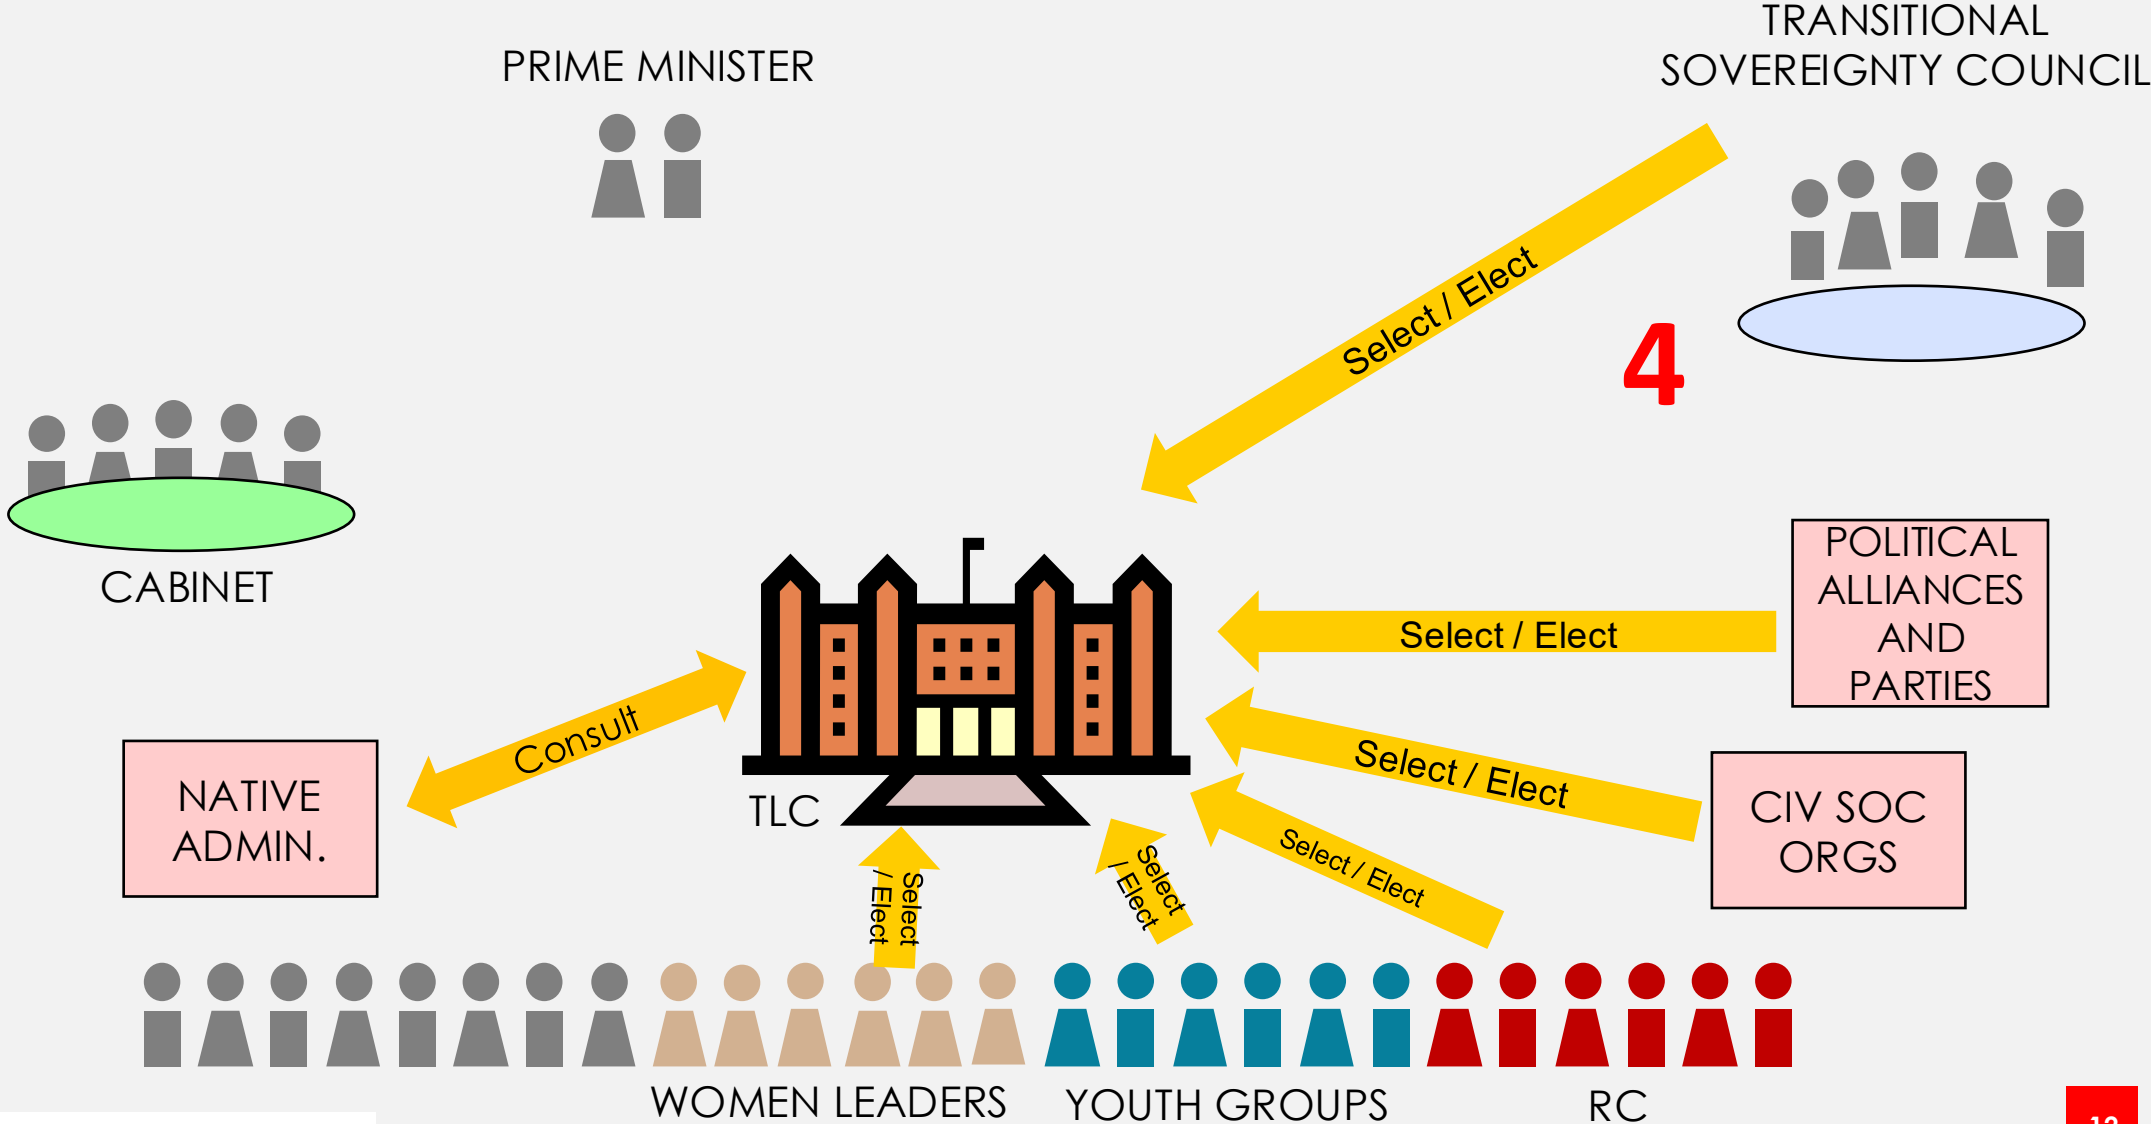 TRANSITIONAL
SOVEREIGNTY COUNCIL
PRIME MINISTER
Select / Elect
4
CABINET
POLITICAL
ALLIANCES
AND
PARTIES
Select / Elect
Consult
Select / Elect
NATIVE
ADMIN.
TLC
CIV SOC
ORGS
Select / Elect
Select
/ Elect
Select
/ Elect
WOMEN LEADERS
YOUTH GROUPS
RC